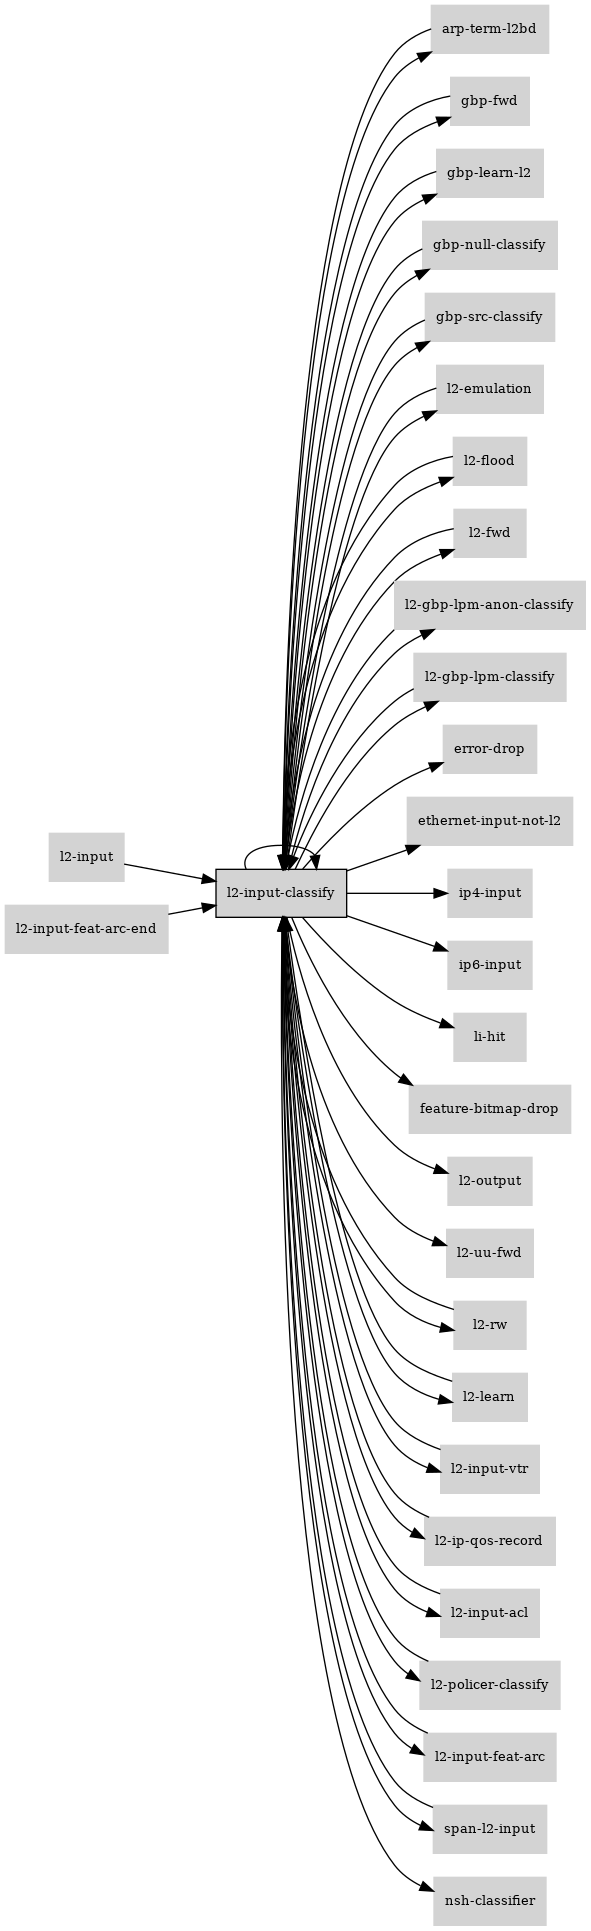 arp-term-l2bd
gbp-fwd
gbp-learn-l2
gbp-null-classify
gbp-src-classify
l2-emulation
l2-flood
l2-fwd
l2-gbp-lpm-anon-classify
l2-gbp-lpm-classify
error-drop
ethernet-input-not-l2
l2-input
l2-input-classify
ip4-input
l2-input-feat-arc-end
ip6-input
li-hit
feature-bitmap-drop
l2-output
l2-uu-fwd
l2-rw
l2-learn
l2-input-vtr
l2-ip-qos-record
l2-input-acl
l2-policer-classify
l2-input-feat-arc
span-l2-input
nsh-classifier